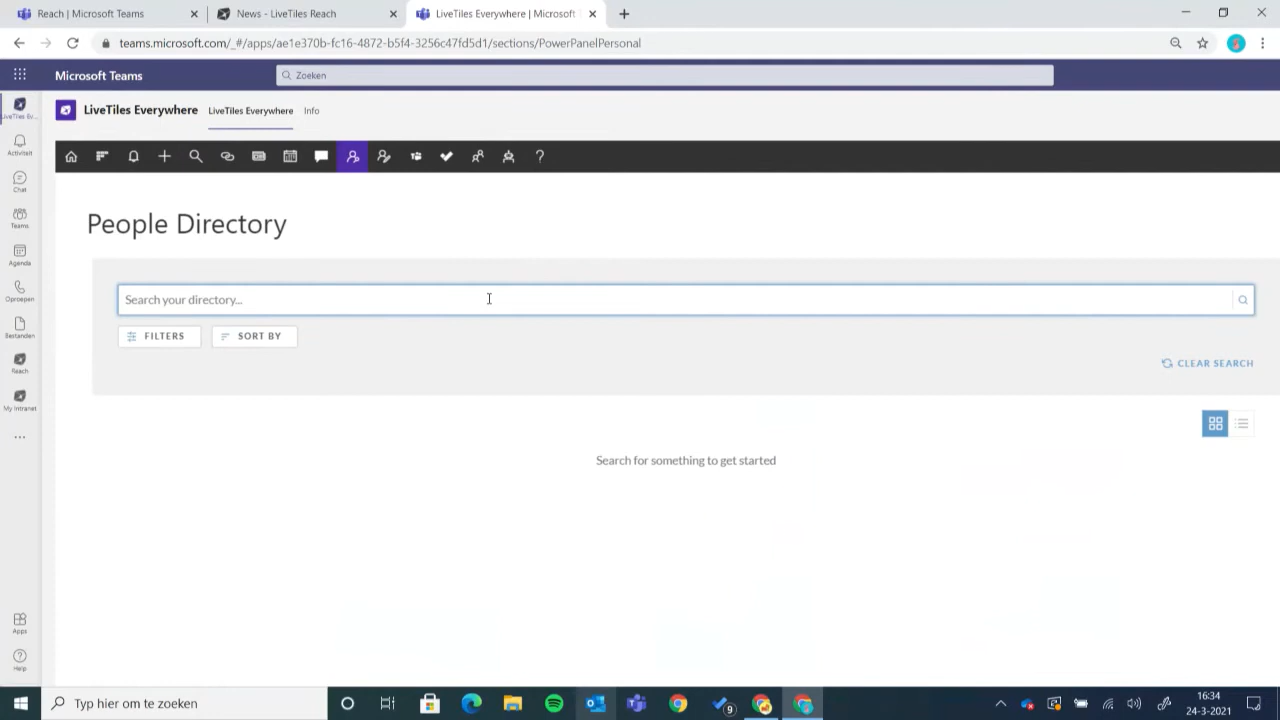 Reach | Microsoft Teams
News - LiveTiles Reach
LiveTiles Everywhere | Microsoft
teams.microsoft.com/_#/apps/ae1e370b-fc16-4872-b5f4-3256c47fd5d1/sections/PowerPanelPersonal
Microsoft Teams
Zoeken
LiveTiles Everywhere
LiveTiles Everywhere
Info
LiveTiles Ev...
Activiteit
Chat
Teams
Agenda
Oproepen
Bestanden
Reach
My Intranet
Apps
Help
People Directory
Search your directory...
FILTERS
SORT BY
CLEAR SEARCH
Search for something to get started
Typ hier om te zoeken
9
16:34
24-3-2021